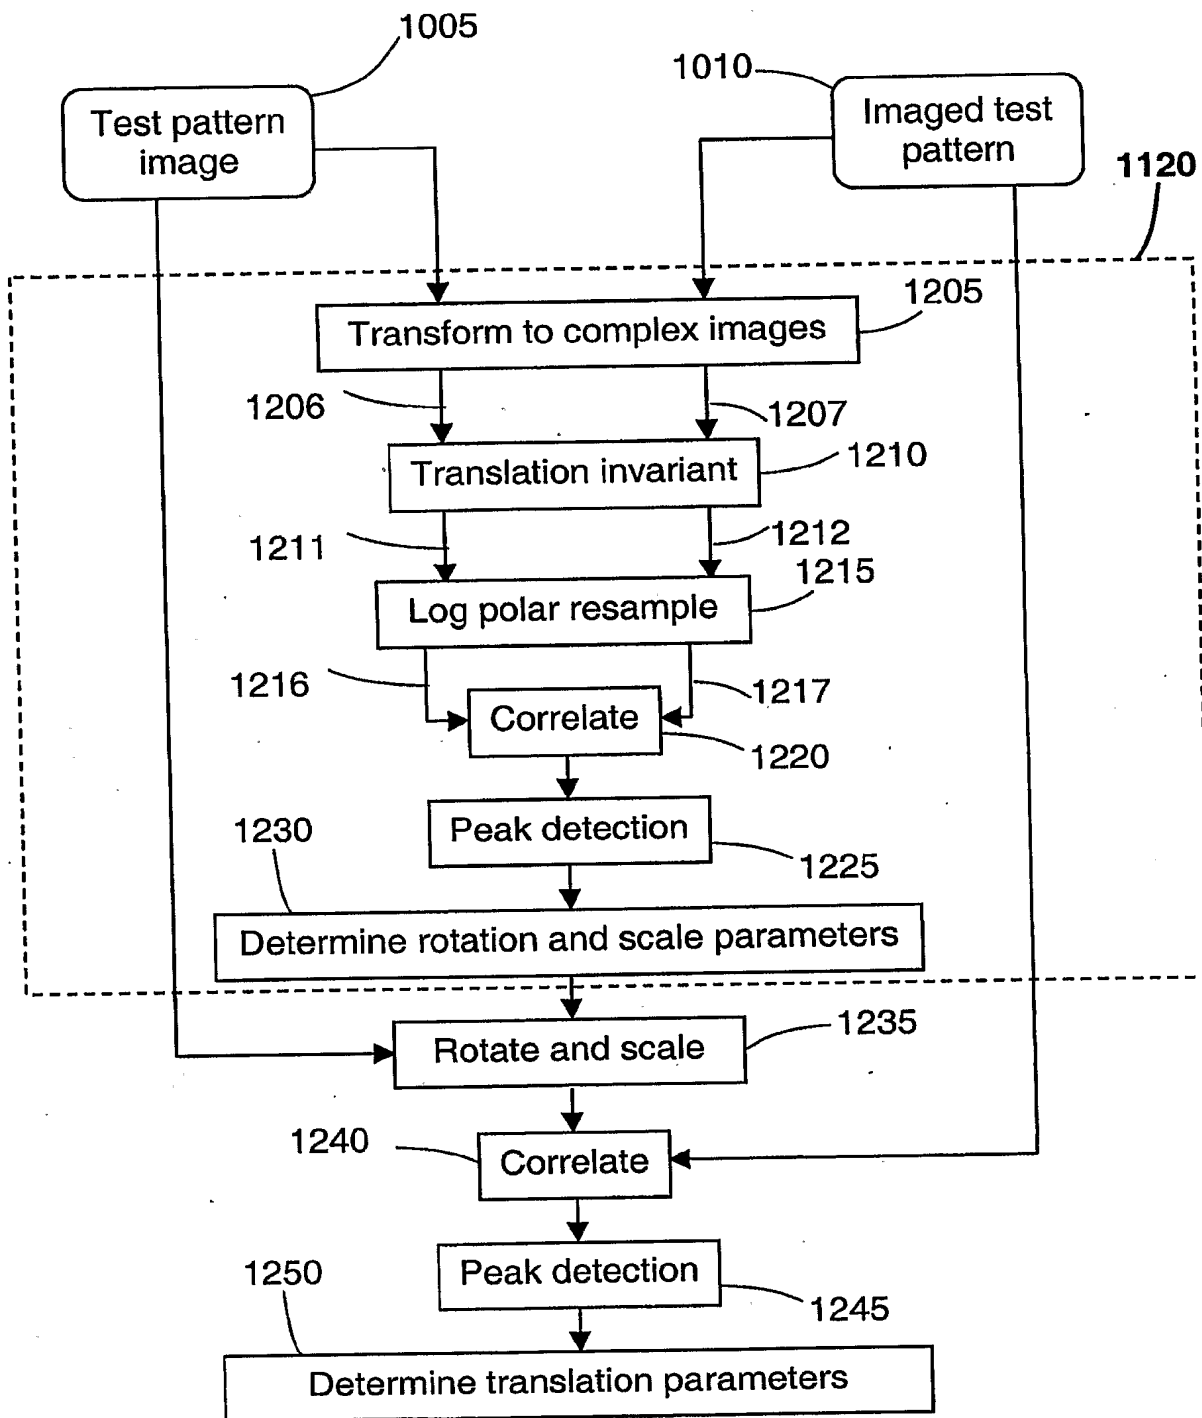 1005
1010
Test pattern
image
Imaged test
pattern
1120
1205
Transform to complex images
1206
1207
Translation invariant
1210
1211
1212
1215
Log polar resample
1216
1217
Correlate
1220
Peak detection
1230
1225
Determine rotation and scale parameters
Rotate and scale
1235
1240
Correlate
Peak detection
1250
1245
Determine translation parameters